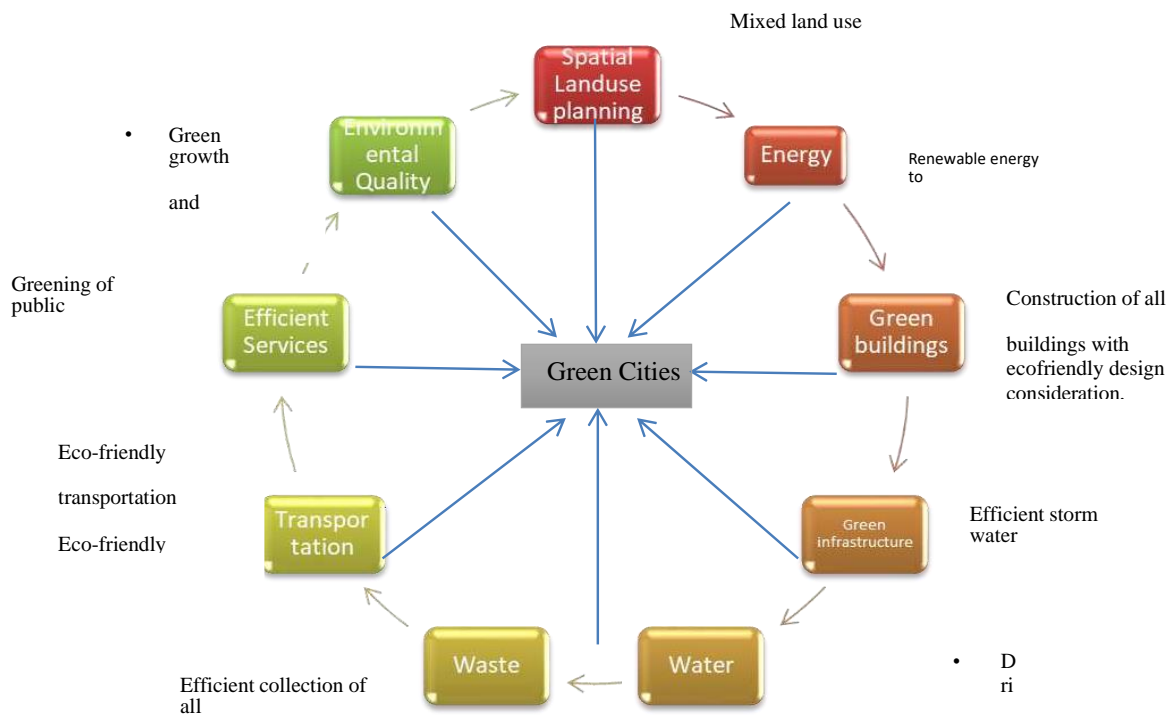 Mixed land use
Spatial
Landuse
planning
Energy
Renewable energy
to
Green
buildings
Construction of all
buildings with
ecofriendly design
consideration.
Green
infrastructure
Efficient storm
water
Water
• D
ri
Waste
Efficient collection of
all
Transpor
tation
Eco-friendly
transportation
Eco-friendly
Efficient
Services
Greening of
public
Environm
ental
Quality
• Green
growth
and
Green Cities